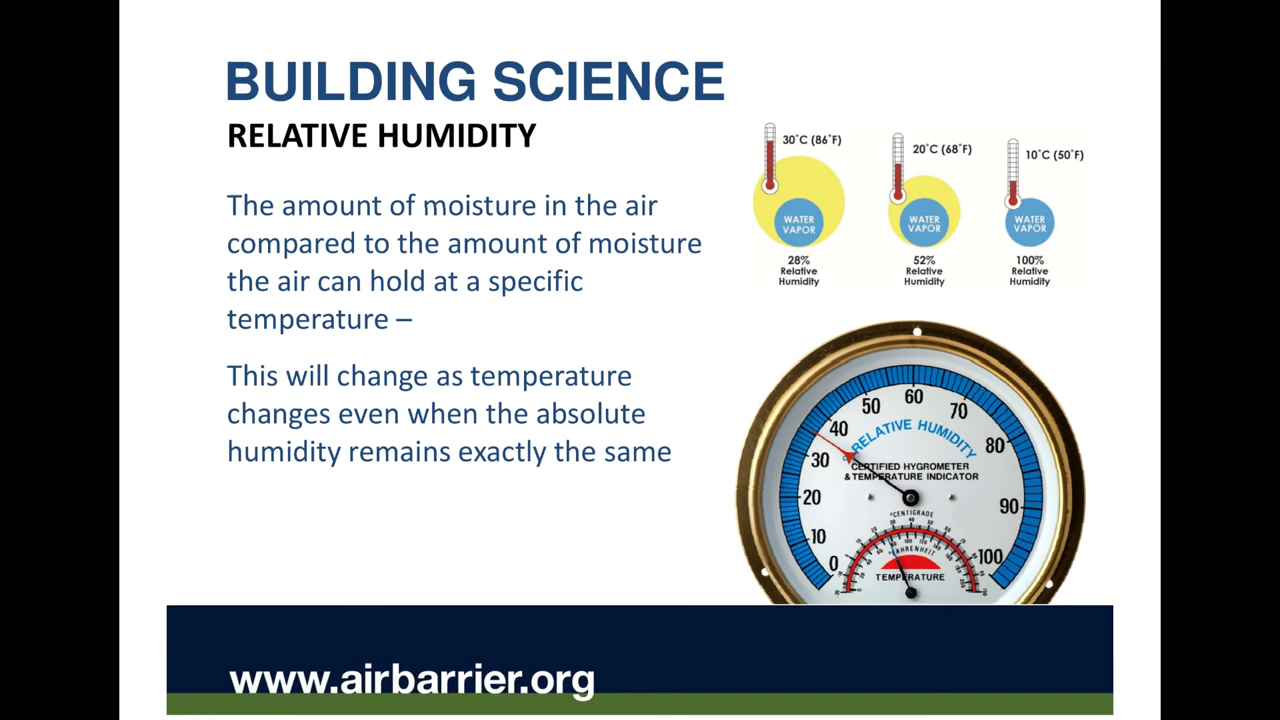 BUILDING SCIENCE
RELATIVE HUMIDITY
The amount of moisture in the air
compared to the amount of moisture
the air can hold at a specific
temperature –
This will change as temperature
changes even when the absolute
humidity remains exactly the same
30°C (86°F)
20°C (68°F)
10°C (50°F)
WATER
VAPOR
WATER
VAPOR
WATER
VAPOR
28%
Relative
Humidity
52%
Relative
Humidity
100%
Relative
Humidity
0
10
20
30
40
50
60
70
80
90
100
RELATIVE HUMIDITY
CERTIFIED HYGROMETER
& TEMPERATURE INDICATOR
°CENTIGRADE
FAHRENHEIT
TEMPERATURE
www.airbarrier.org